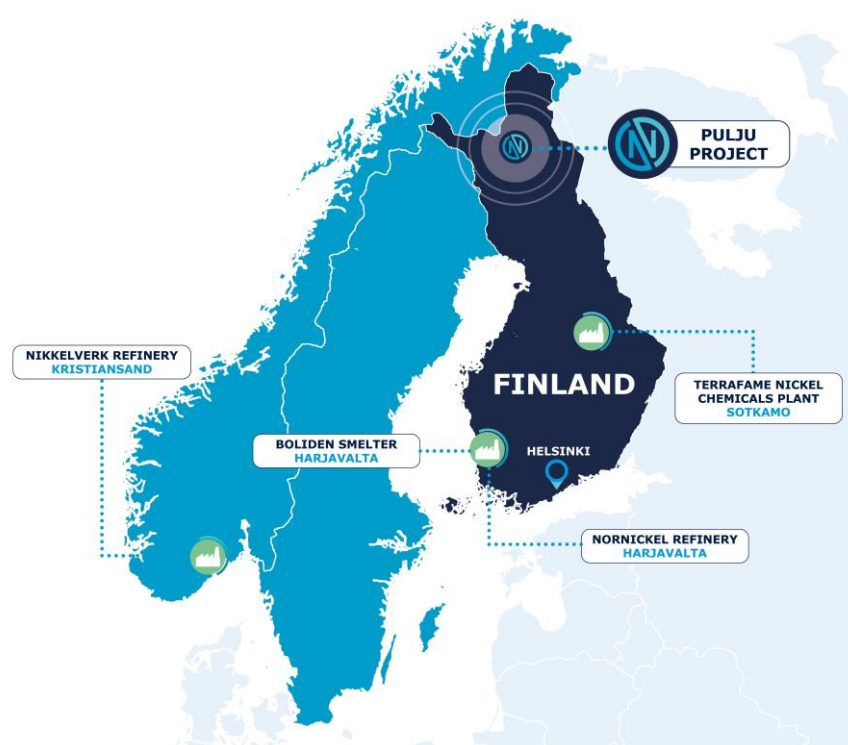 PULJU
PROJECT
NIKKELVERK REFINERY
KRISTIANSAND
FINLAND
TERRAFAME NICKEL
CHEMICALS PLANT
SOTKAMO
BOLIDEN SMELTER
HARJAVALTA
HELSINKI
NORNICKEL REFINERY
HARJAVALTA